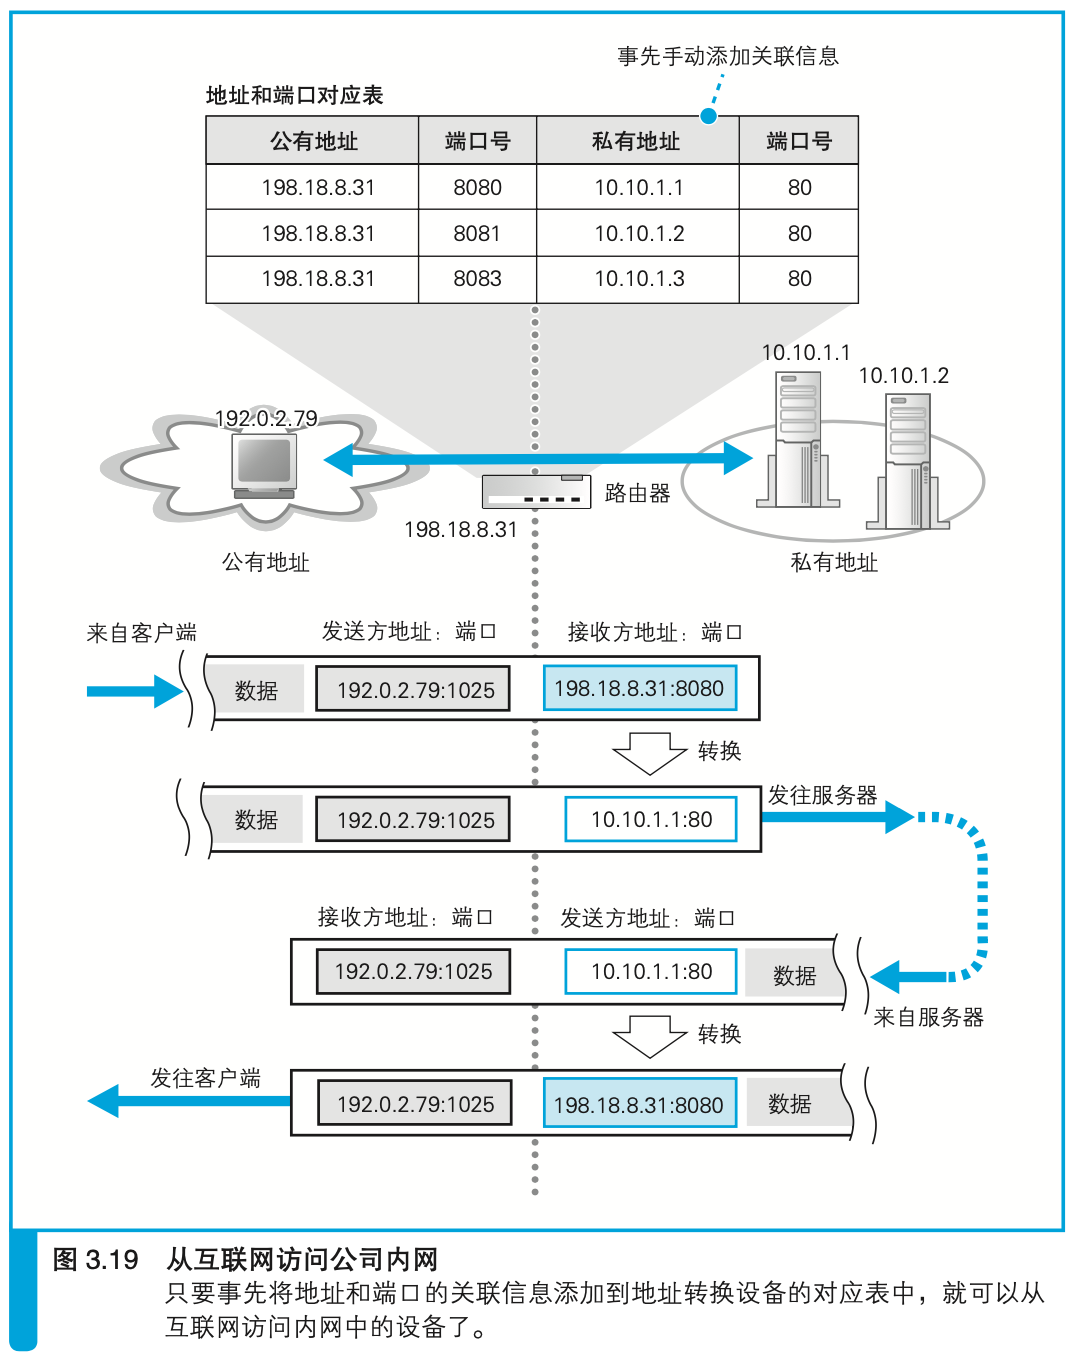 事先手动添加关联信息
地址和端口对应表
公有地址 端口号 私有地址 端口号
198.18.8.31 8080 10.10.1.1 80
198.18.8.31 8081 10.10.1.2 80
198.18.8.31 8083 10.10.1.3 80
10.10.1.1
10.10.1.2
192.0.2.79
路由器
198.18.8.31
公有地址 私有地址
来自客户端 发送方地址：端口 接收方地址：端口
数据 192.0.2.79:1025 198.18.8.31:8080
转换
发往服务器
数据 192.0.2.79:1025 10.10.1.1:80
接收方地址：端口 发送方地址：端口
192.0.2.79:1025 10.10.1.1:80 数据
来自服务器
转换
发往客户端
192.0.2.79:1025 198.18.8.31:8080 数据
图 3.19 从互联网访问公司内网
只要事先将地址和端口的关联信息添加到地址转换设备的对应表中，就可以从
互联网访问内网中的设备了。